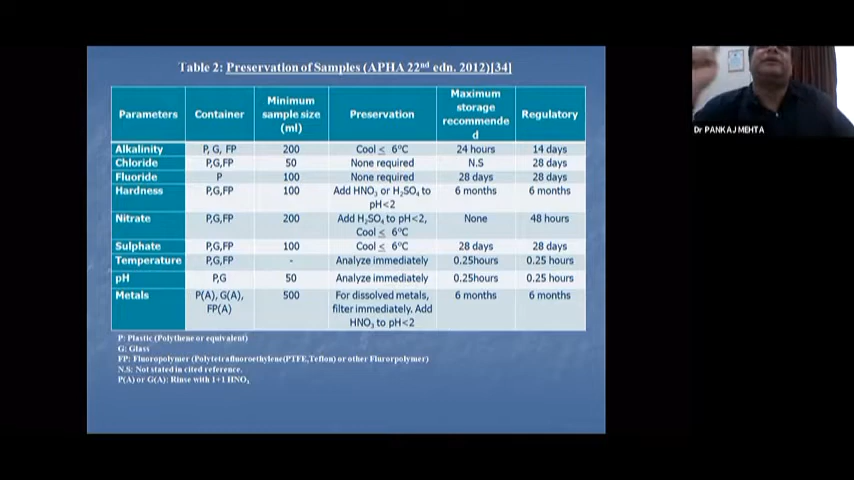 Table 2: Preservation of Samples (APHA 22nd edn. 2012)[34]
Parameters Container Minimum sample size (ml) Preservation Maximum storage recommended Regulatory
Alkalinity P, G, FP 200 Cool ≤ 6⁰C 24 hours 14 days
Chloride P,G,FP 50 None required N.S 28 days
Fluoride P 100 None required 28 days 28 days
Hardness P,G,FP 100 Add HNO₃ or H₂SO₄ to pH<2 6 months 6 months
Nitrate P,G,FP 200 Add H₂SO₄ to pH<2, Cool ≤ 6⁰C None 48 hours
Sulphate P,G,FP 100 Cool ≤ 6⁰C 28 days 28 days
Temperature P,G,FP - Analyze immediately 0.25hours 0.25 hours
pH P,G 50 Analyze immediately 0.25hours 0.25 hours
Metals P(A), G(A), FP(A) 500 For dissolved metals, filter immediately. Add HNO₃ to pH<2 6 months 6 months
P: Plastic (Polythene or equivalent)
G: Glass
FP: Fluoropolymer (Polytetrafluoroethylene(PTFE,Teflon) or other Flurorpolymer)
N.S: Not stated in cited reference.
P(A) or G(A): Rinse with 1+1 HNO₃
Dr PANKAJ MEHTA